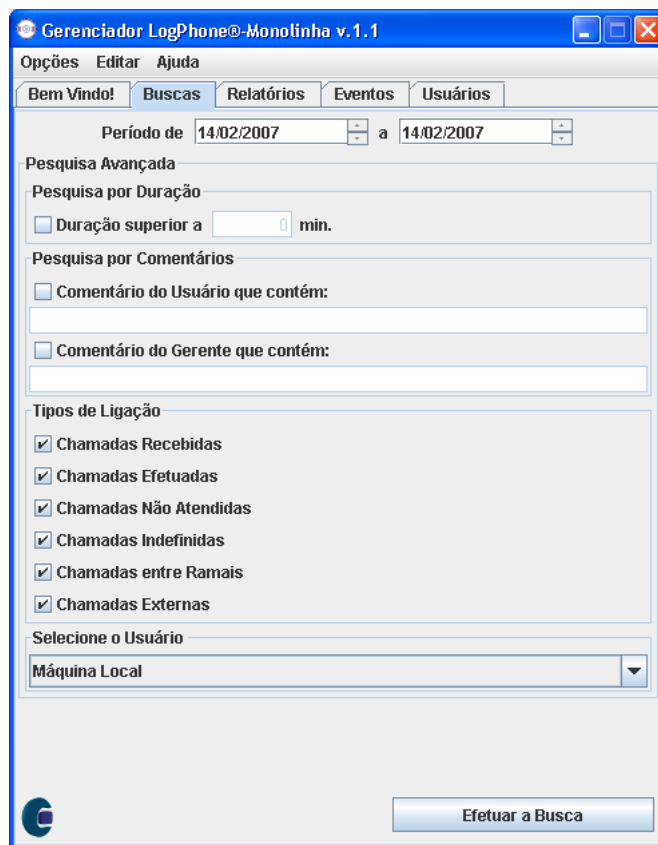 Gerenciador LogPhone®-Monolinha v.1.1
Opções Editar Ajuda
Bem Vindo! Buscas Relatórios Eventos Usuários
Período de 14/02/2007 a 14/02/2007
Pesquisa Avançada
Pesquisa por Duração
Duração superior a 0 min.
Pesquisa por Comentários
Comentário do Usuário que contém:
Comentário do Gerente que contém:
Tipos de Ligação
Chamadas Recebidas
Chamadas Efetuadas
Chamadas Não Atendidas
Chamadas Indefinidas
Chamadas entre Ramais
Chamadas Externas
Selecione o Usuário
Máquina Local
Efetuar a Busca